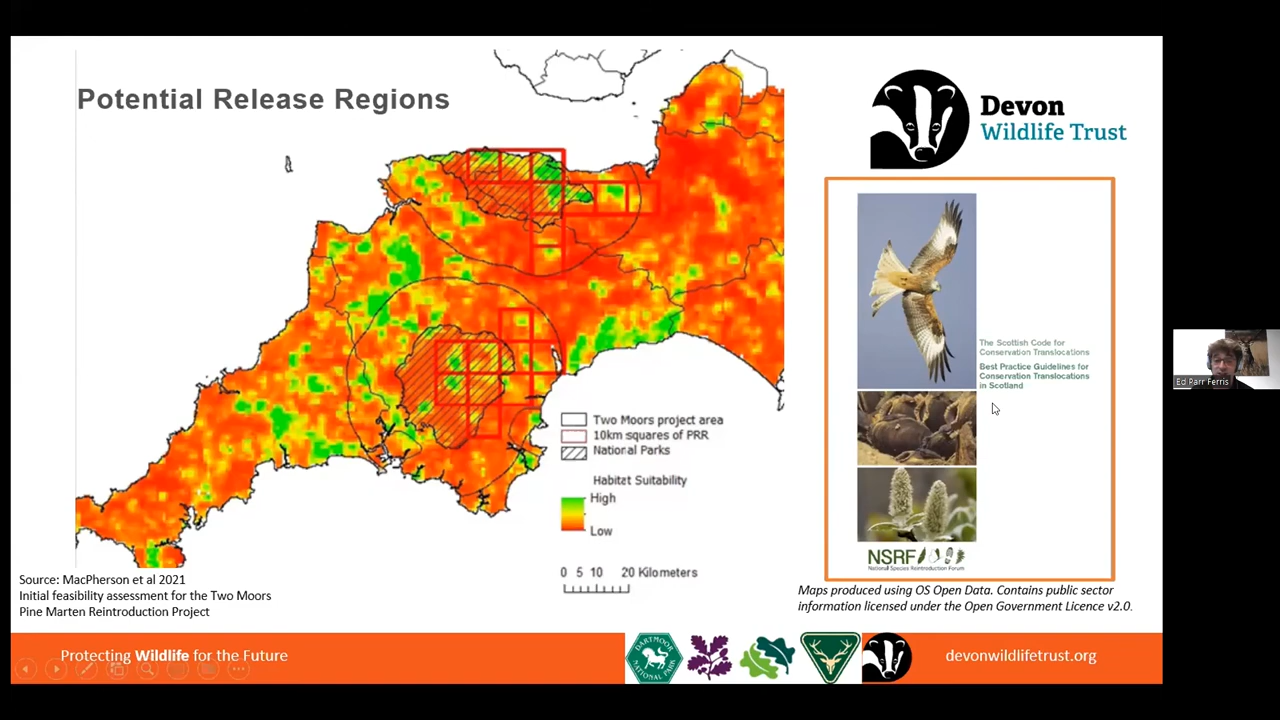 Potential Release Regions
Devon
Wildlife Trust
The Scottish Code for
Conservation Translocations
Best Practice Guidelines for
Conservation Translocations
in Scotland
NSRF
National Species Reintroduction Forum
Two Moors project area
10km squares of PRR
National Parks
Habitat Suitability
High
Low
0 5 10 20 Kilometers
Source: MacPherson et al 2021
Initial feasibility assessment for the Two Moors
Pine Marten Reintroduction Project
Maps produced using OS Open Data. Contains public sector
information licensed under the Open Government Licence v2.0.
Protecting Wildlife for the Future
DARTMOOR
NATIONAL PARK
devonwildlifetrust.org
Ed Parr Ferris